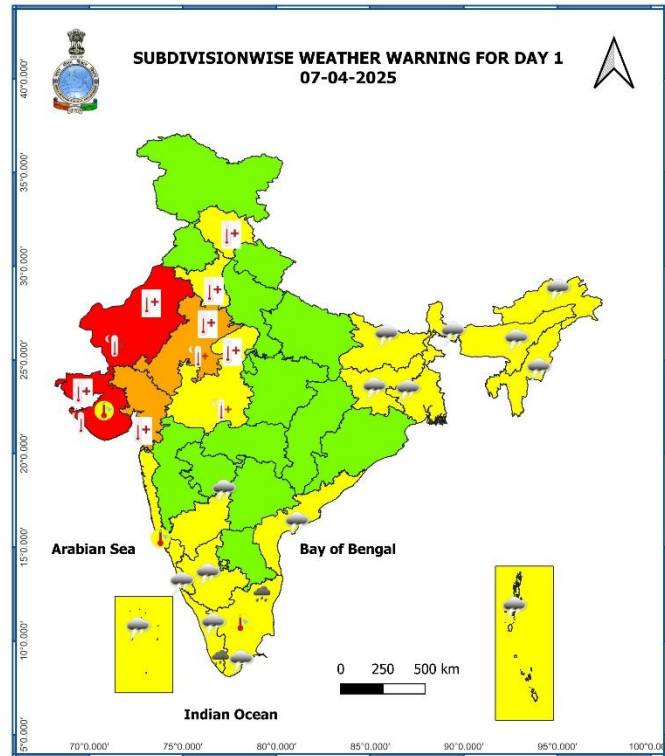 SUBDIVISIONWISE WEATHER WARNING FOR DAY 1
07-04-2025
40°0.000'
35°0.000'
30°0.000'
25°0.000'
20°0.000'
15°0.000'
10°0.000'
5°0.000'
Arabian Sea
Bay of Bengal
0 250 500 km
Indian Ocean
70°0.000' 75°0.000' 80°0.000' 85°0.000' 90°0.000' 95°0.000'